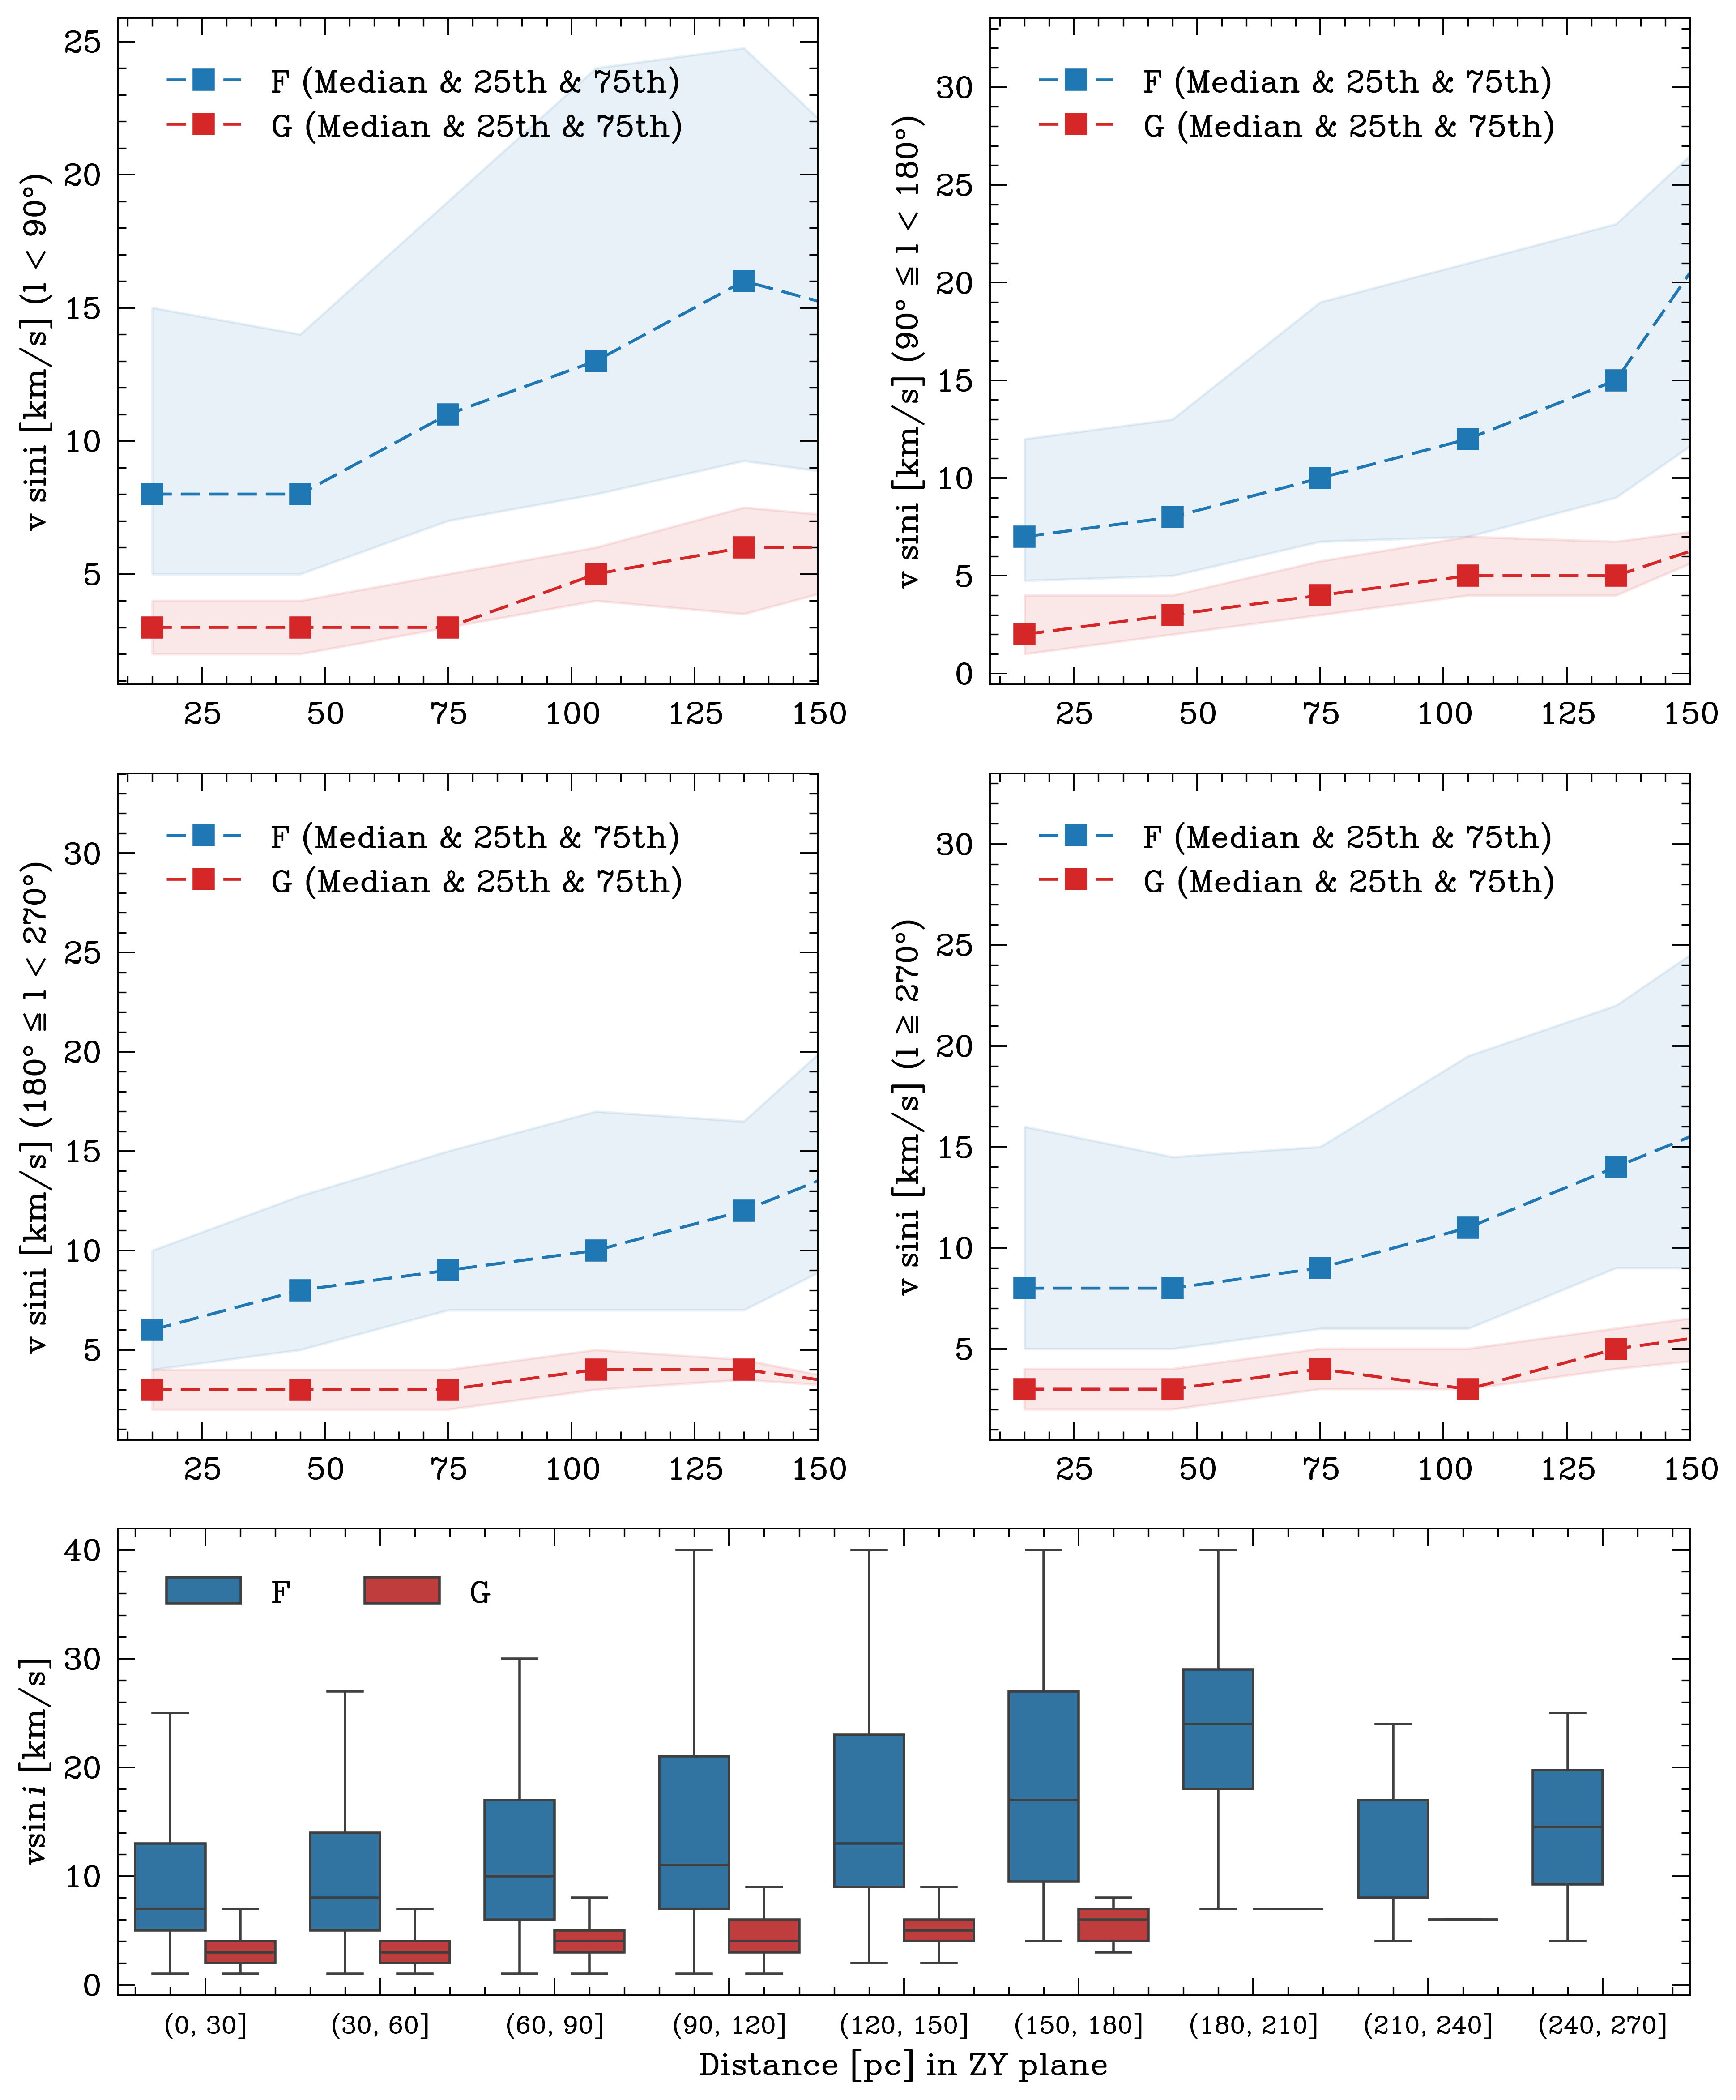 v sini [km/s] (l < 90°)
25
20
15
10
5
F (Median & 25th & 75th)
G (Median & 25th & 75th)
25 50 75 100 125 150
v sini [km/s] (90° ≤ l < 180°)
30
25
20
15
10
5
0
F (Median & 25th & 75th)
G (Median & 25th & 75th)
25 50 75 100 125 150
v sini [km/s] (180° ≤ l < 270°)
30
25
20
15
10
5
F (Median & 25th & 75th)
G (Median & 25th & 75th)
25 50 75 100 125 150
v sini [km/s] (l ≥ 270°)
30
25
20
15
10
5
F (Median & 25th & 75th)
G (Median & 25th & 75th)
25 50 75 100 125 150
vsini [km/s]
40
30
20
10
0
F G
(0, 30] (30, 60] (60, 90] (90, 120] (120, 150] (150, 180] (180, 210] (210, 240] (240, 270]
Distance [pc] in ZY plane